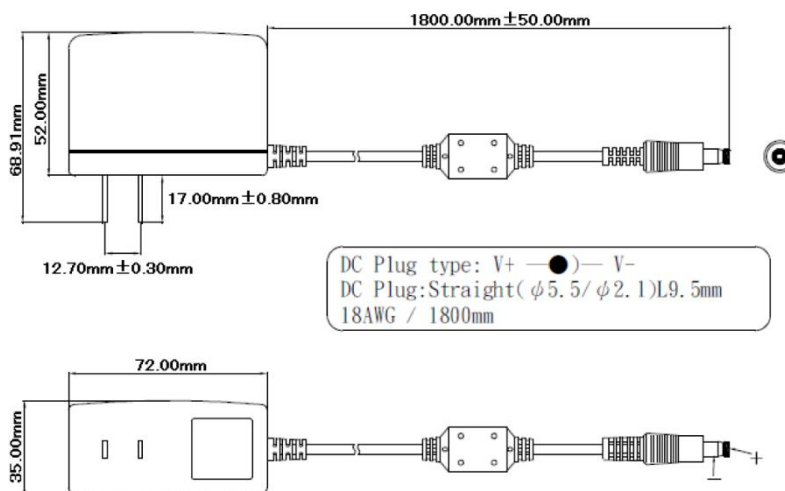 1800.00mm±50.00mm
68.91mm
52.00mm
17.00mm±0.80mm
12.70mm±0.30mm
DC Plug type: V+ —●)— V-
DC Plug:Straight(φ5.5/φ2.1)L9.5mm
18AWG / 1800mm
72.00mm
35.00mm
+
−